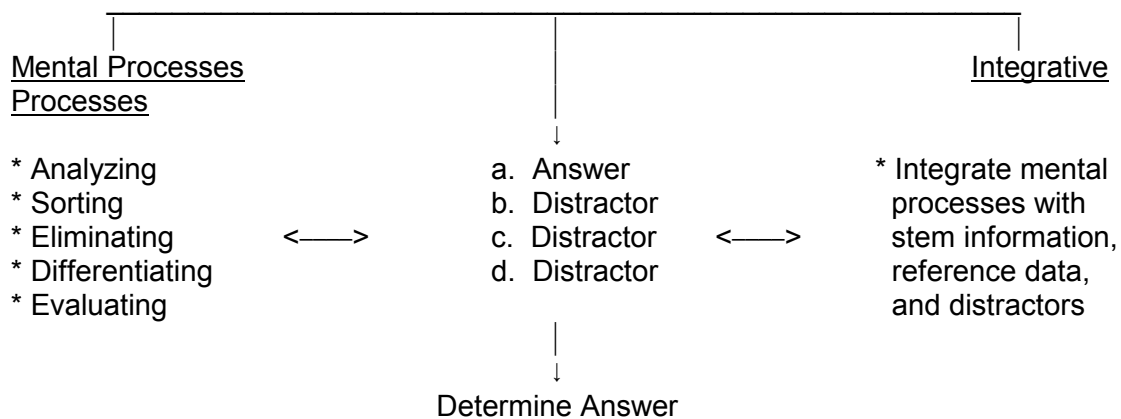 Mental Processes Integrative
Processes
* Analyzing a. Answer * Integrate mental
* Sorting b. Distractor processes with
* Eliminating <——> c. Distractor <——> stem information,
* Differentiating d. Distractor reference data,
* Evaluating and distractors
Determine Answer